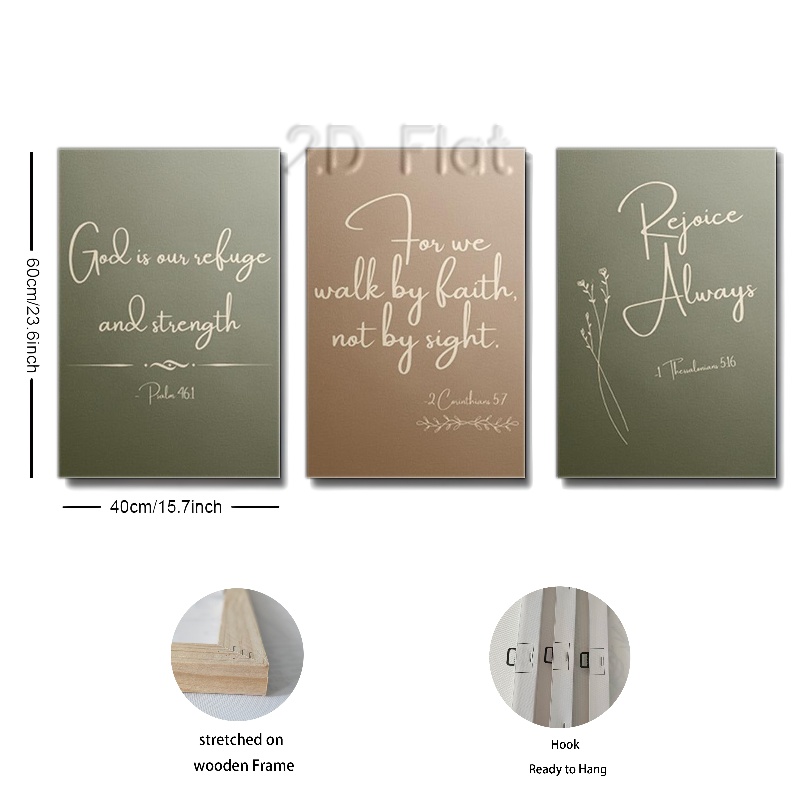 2D Flat
God is our refuge
and strength
- Psalm 46:1
For we
walk by faith,
not by sight.
-2 Corinthians 5:7
Rejoice
Always
-1 Thessalonians 5:16
60cm/23.6inch
40cm/15.7inch
stretched on
wooden Frame
Hook
Ready to Hang